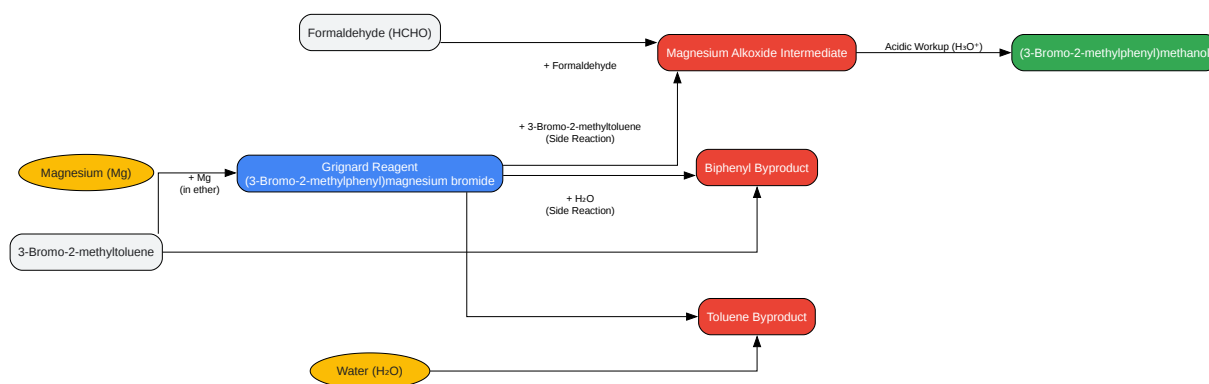 Formaldehyde (HCHO)
Magnesium Alkoxide Intermediate
Acidic Workup (H₃O⁺)
(3-Bromo-2-methylphenyl)methanol
+ Formaldehyde
+ 3-Bromo-2-methyltoluene
(Side Reaction)
Magnesium (Mg)
+ Mg
(in ether)
Grignard Reagent
(3-Bromo-2-methylphenyl)magnesium bromide
Biphenyl Byproduct
+ H₂O
(Side Reaction)
3-Bromo-2-methyltoluene
Toluene Byproduct
Water (H₂O)